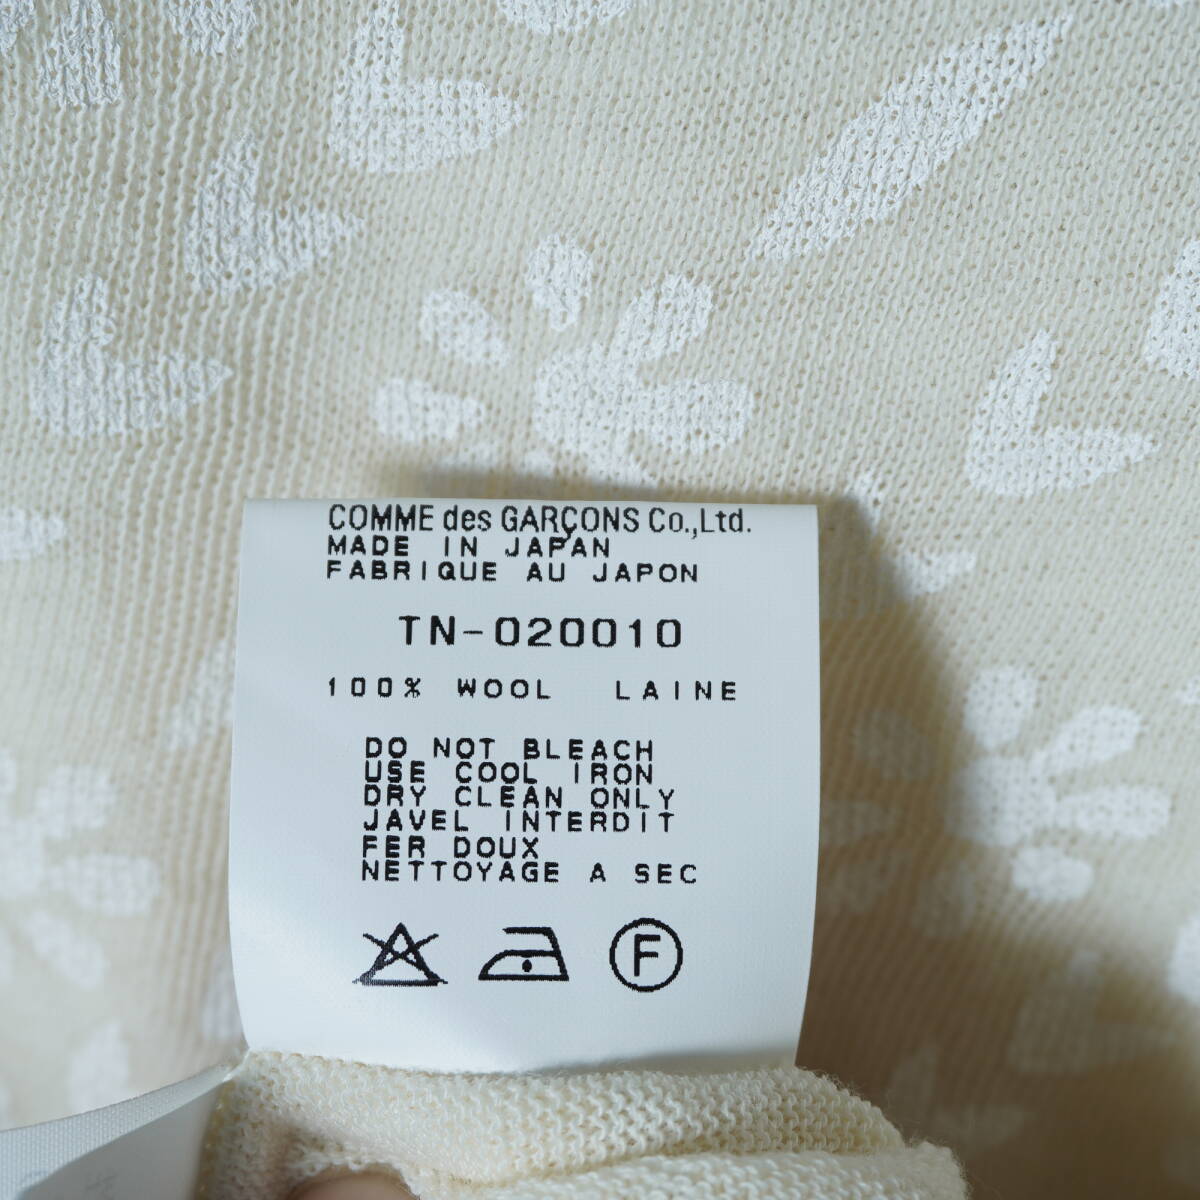 COMME des GARÇONS Co.,Ltd.
MADE IN JAPAN
FABRIQUE AU JAPON
TN-020010
100% WOOL LAINE
DO NOT BLEACH
USE COOL IRON
DRY CLEAN ONLY
JAVEL INTERDIT
FER DOUX
NETTOYAGE A SEC
F